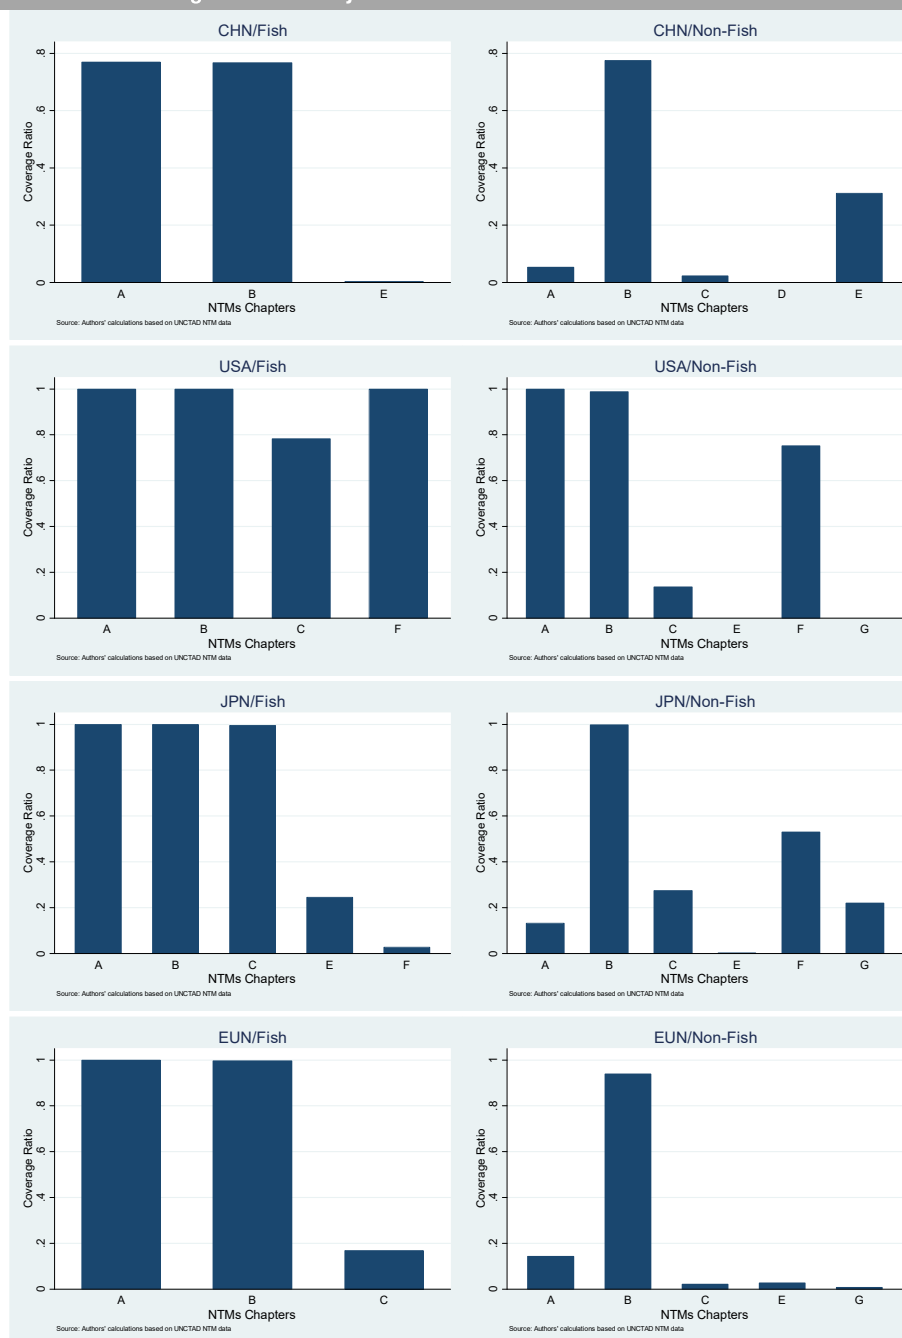 CHN/Fish
Coverage Ratio
0 .2 .4 .6 .8
A B E
NTMs Chapters
Source: Authors' calculations based on UNCTAD NTM data
CHN/Non-Fish
Coverage Ratio
0 .2 .4 .6 .8
A B C D E
NTMs Chapters
Source: Authors' calculations based on UNCTAD NTM data
USA/Fish
Coverage Ratio
0 .2 .4 .6 .8 1
A B C F
NTMs Chapters
Source: Authors' calculations based on UNCTAD NTM data
USA/Non-Fish
Coverage Ratio
0 .2 .4 .6 .8 1
A B C E F G
NTMs Chapters
Source: Authors' calculations based on UNCTAD NTM data
JPN/Fish
Coverage Ratio
0 .2 .4 .6 .8 1
A B C E F
NTMs Chapters
Source: Authors' calculations based on UNCTAD NTM data
JPN/Non-Fish
Coverage Ratio
0 .2 .4 .6 .8 1
A B C E F G
NTMs Chapters
Source: Authors' calculations based on UNCTAD NTM data
EUN/Fish
Coverage Ratio
0 .2 .4 .6 .8 1
A B C
NTMs Chapters
Source: Authors' calculations based on UNCTAD NTM data
EUN/Non-Fish
Coverage Ratio
0 .2 .4 .6 .8 1
A B C E G
NTMs Chapters
Source: Authors' calculations based on UNCTAD NTM data